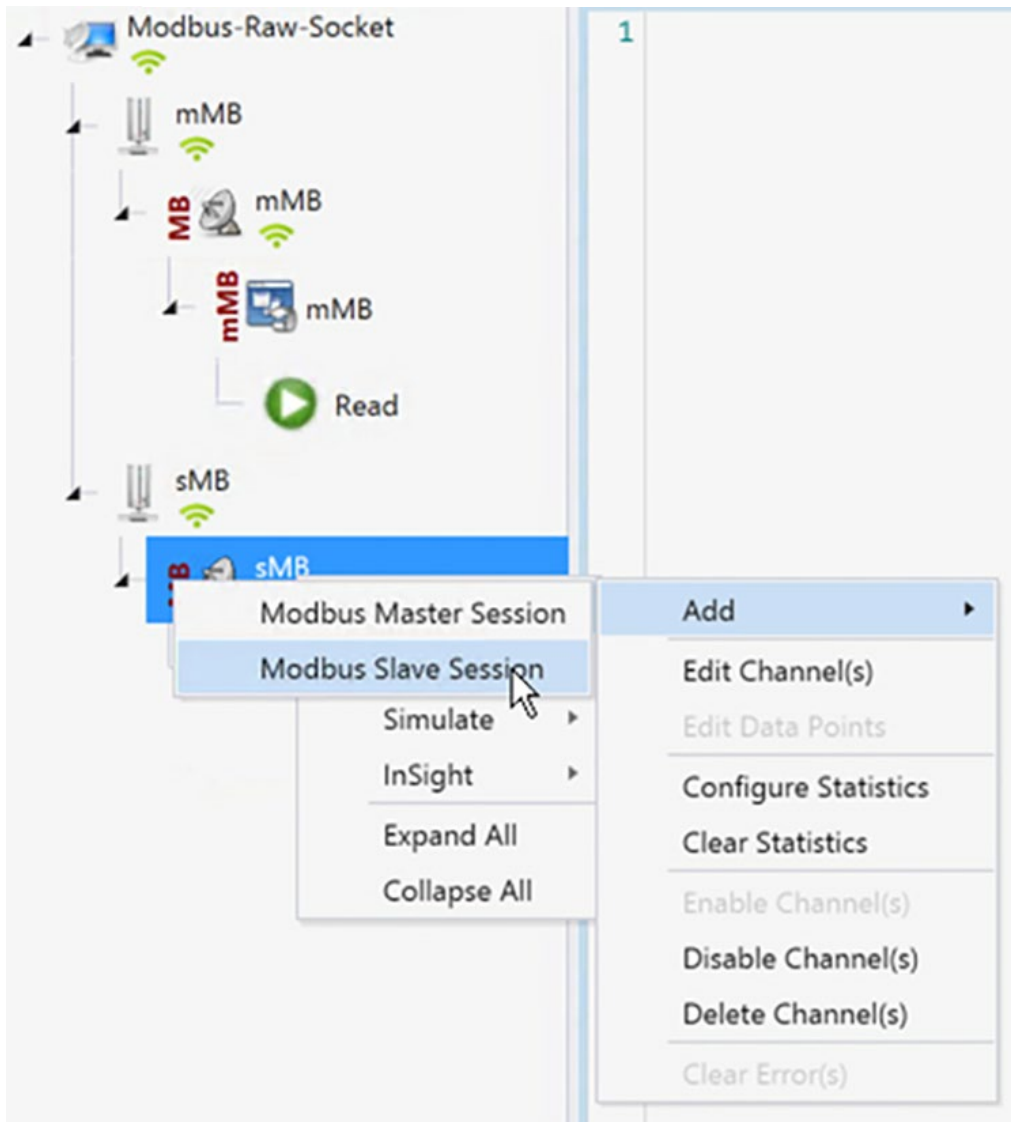 Modbus-Raw-Socket
1
mMB
MB mMB
mMB mMB
Read
sMB
sMB
Modbus Master Session
Modbus Slave Session
Simulate
InSight
Expand All
Collapse All
Add
Edit Channel(s)
Edit Data Points
Configure Statistics
Clear Statistics
Enable Channel(s)
Disable Channel(s)
Delete Channel(s)
Clear Error(s)